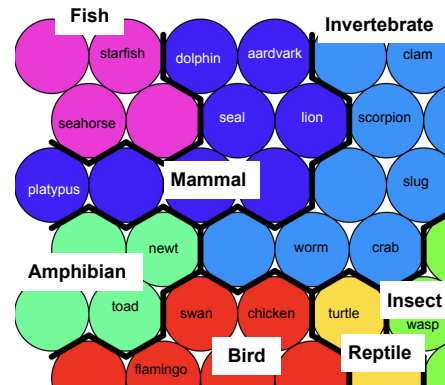 Fish
Invertebrate
starfish
dolphin
aardvark
clam
seahorse
seal
lion
scorpion
platypus
Mammal
slug
newt
worm
crab
Amphibian
toad
swan
chicken
turtle
Insect
wasp
flamingo
Bird
Reptile